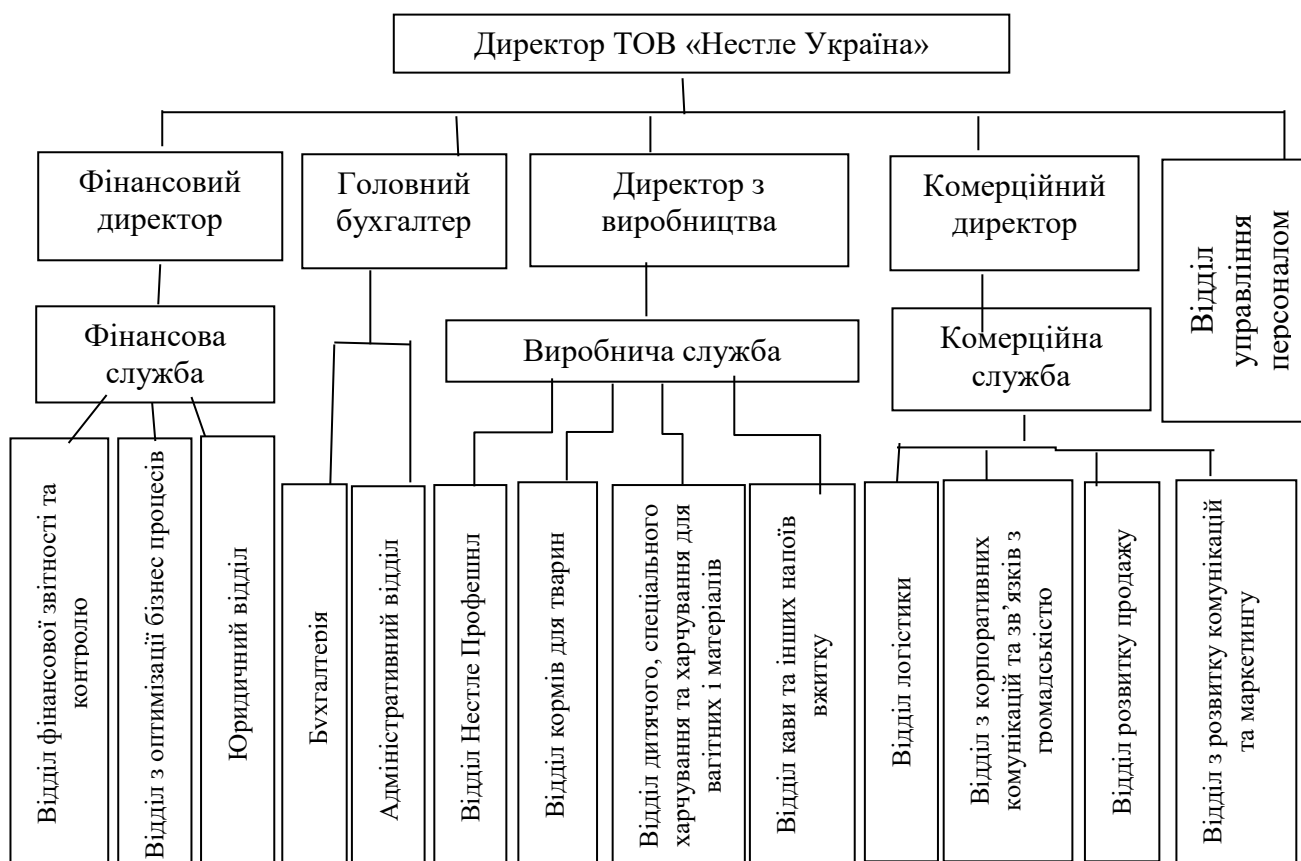 Директор ТОВ «Нестле Україна»
Фінансовий
директор
Головний
бухгалтер
Директор з
виробництва
Комерційний
директор
Відділ
управління
персоналом
Фінансова
служба
Виробнича служба
Комерційна
служба
Відділ фінансової звітності та
контролю
Відділ з оптимізації бізнес процесів
Юридичний відділ
Бухгалтерія
Адміністративний відділ
Відділ Нестле ПрофесHнл
Відділ кормів для тварин
Відділ дитячого, спеціального
харчування та харчування для
вагітних і матеріалів
Відділ кави та інших напоїв
вжитку
Відділ логістики
Відділ з корпоративних
комунікацій та зв’язків з
громадськістю
Відділ розвитку продажу
Відділ з розвитку комунікацій
та маркетингу